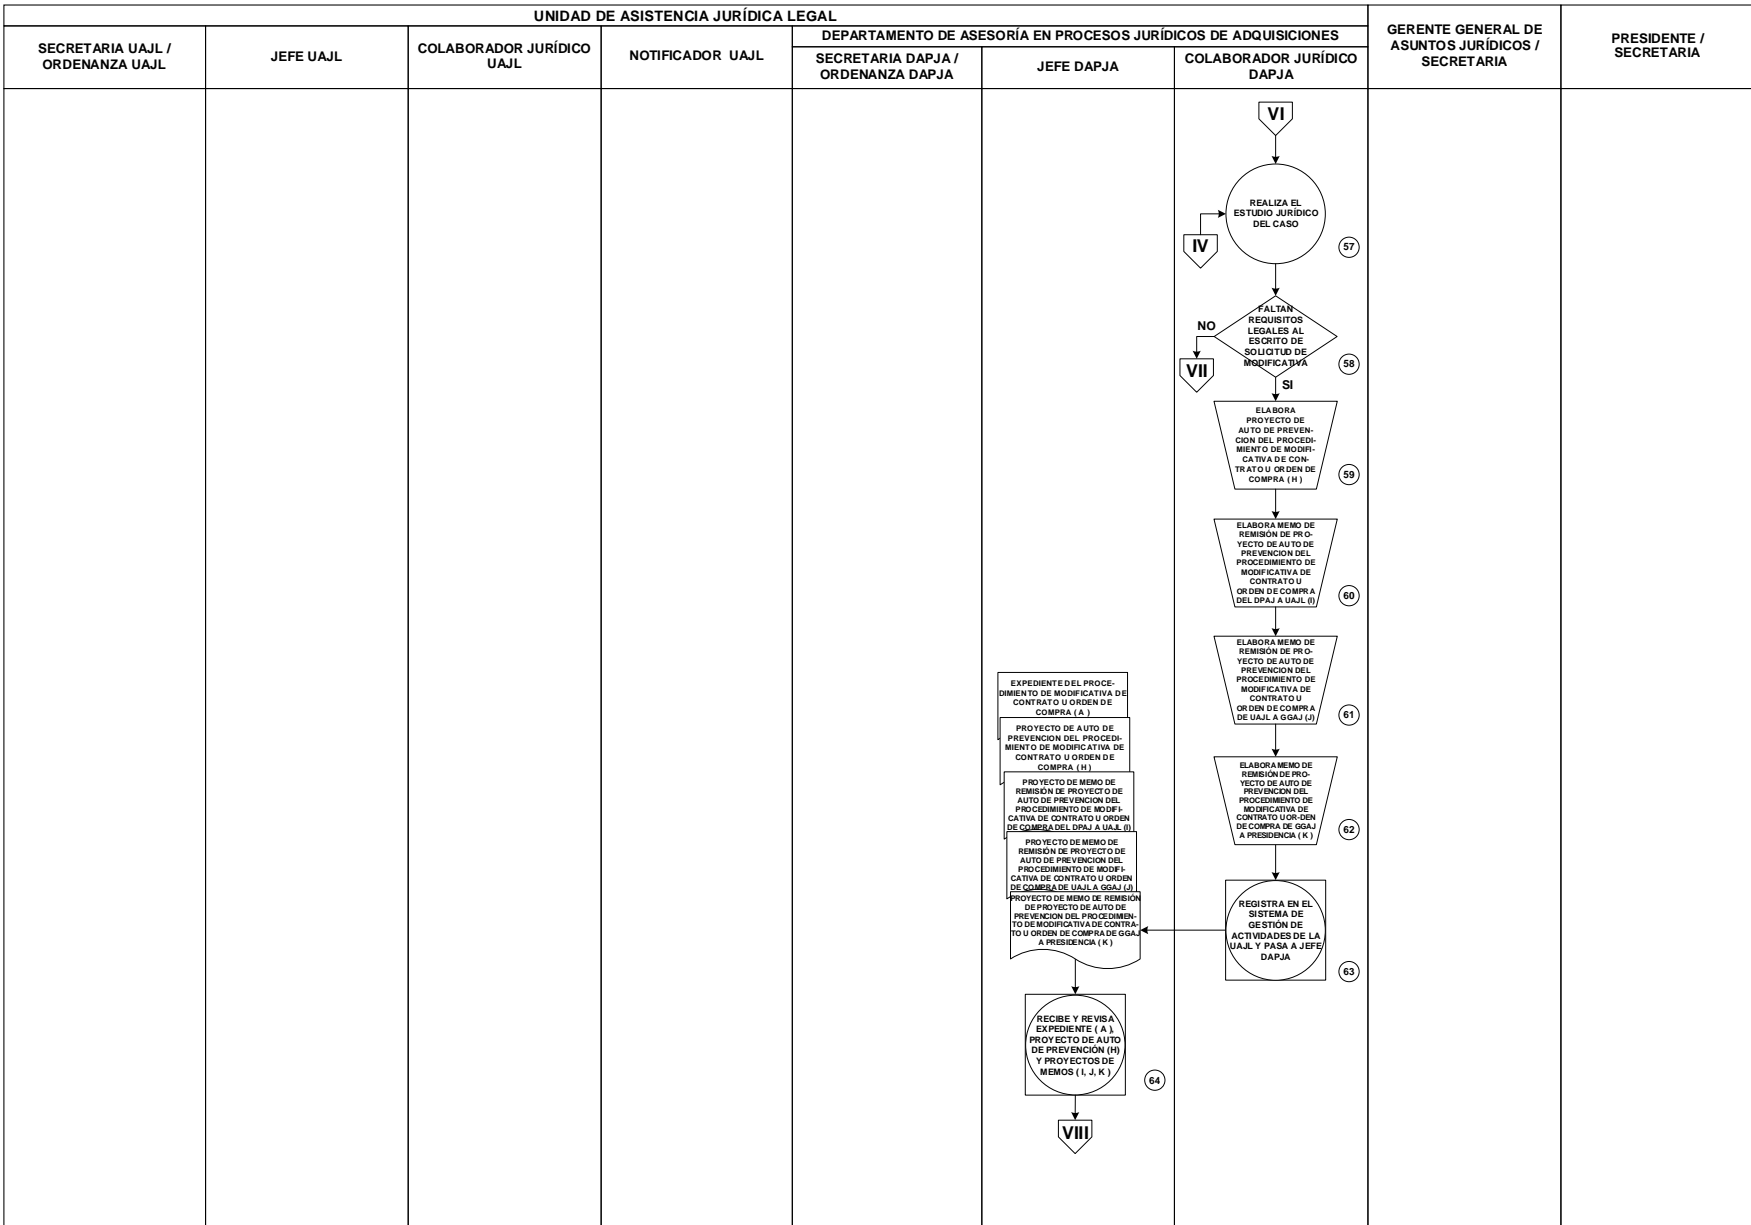 UNIDAD DE ASISTENCIA JURÍDICA LEGAL
SECRETARIA UAJL /
ORDENANZA UAJL
JEFE UAJL
COLABORADOR JURÍDICO
UAJL
NOTIFICADOR UAJL
DEPARTAMENTO DE ASESORÍA EN PROCESOS JURÍDICOS DE ADQUISICIONES
SECRETARIA DAPJA /
ORDENANZA DAPJA
JEFE DAPJA
COLABORADOR JURÍDICO
DAPJA
GERENTE GENERAL DE
ASUNTOS JURÍDICOS /
SECRETARIA
PRESIDENTE /
SECRETARIA
VI
REALIZA EL
ESTUDIO JURÍDICO
DEL CASO
IV
57
FALTAN
REQUISITOS
LEGALES AL
ESCRITO DE
SOLICITUD DE
MODIFICATIVA
NO
VII
58
SI
ELABORA
PROYECTO DE
AUTO DE PREVEN-
CION DEL PROCEDI-
MIENTO DE MODIFI-
CATIVA DE CON-
TRATO U ORDEN DE
COMPRA ( H )
59
ELABORA MEMO DE
REMISIÓN DE PRO-
YECTO DE AUTO DE
PREVENCION DEL
PROCEDIMIENTO DE
MODIFICATIVA DE
CONTRATO U
ORDEN DE COMPRA
DEL DPAJ A UAJL (I)
60
ELABORA MEMO DE
REMISIÓN DE PRO-
YECTO DE AUTO DE
PREVENCION DEL
PROCEDIMIENTO DE
MODIFICATIVA DE
CONTRATO U
ORDEN DE COMPRA
DE UAJL A GGAJ (J)
61
ELABORA MEMO DE
REMISIÓN DE PRO-
YECTO DE AUTO DE
PREVENCION DEL
PROCEDIMIENTO DE
MODIFICATIVA DE
CONTRATO U OR-DEN
DE COMPRA DE GGAJ
A PRESIDENCIA ( K )
62
EXPEDIENTE DEL PROCE-
DIMIENTO DE MODIFICATIVA DE
CONTRATO U ORDEN DE
COMPRA ( A )
PROYECTO DE AUTO DE
PREVENCION DEL PROCEDI-
MIENTO DE MODIFICATIVA DE
CONTRATO U ORDEN DE
COMPRA ( H )
PROYECTO DE MEMO DE
REMISIÓN DE PROYECTO DE
AUTO DE PREVENCION DEL
PROCEDIMIENTO DE MODIFI-
CATIVA DE CONTRATO U ORDEN
DE COMPRA DEL DPAJ A UAJL (I)
PROYECTO DE MEMO DE
REMISIÓN DE PROYECTO DE
AUTO DE PREVENCION DEL
PROCEDIMIENTO DE MODIFI-
CATIVA DE CONTRATO U ORDEN
DE COMPRA DE UAJL A GGAJ (J)
PROYECTO DE MEMO DE REMISIÓN
DE PROYECTO DE AUTO DE
PREVENCION DEL PROCEDIMIEN-
TO DE MODIFICATIVA DE CONTRA-
TO U ORDEN DE COMPRA DE GGAJ
A PRESIDENCIA ( K )
REGISTRA EN EL
SISTEMA DE
GESTIÓN DE
ACTIVIDADES DE LA
UAJL Y PASA A JEFE
DAPJA
63
RECIBE Y REVISA
EXPEDIENTE ( A ),
PROYECTO DE AUTO
DE PREVENCIÓN (H)
Y PROYECTOS DE
MEMOS ( I, J, K )
64
VIII